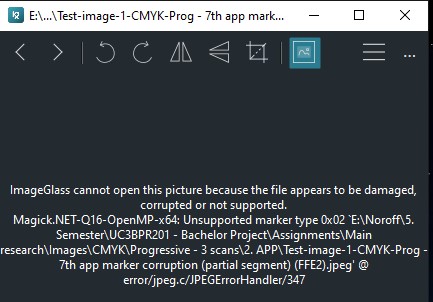 E:\...\Test-image-1-CMYK-Prog - 7th app mark...
ImageGlass cannot open this picture because the file appears to be damaged,
corrupted or not supported.
Magick.NET-Q16-OpenMP-x64: Unsupported marker type 0x02 `E:\Noroff\5.
Semester\UC3BPR201 - Bachelor Project\Assignments\Main
research\Images\CMYK\Progressive - 3 scans\2. APP\Test-image-1-CMYK-Prog -
7th app marker corruption (partial segment) (FFE2).jpeg' @
error/jpeg.c/JPEGErrorHandler/347